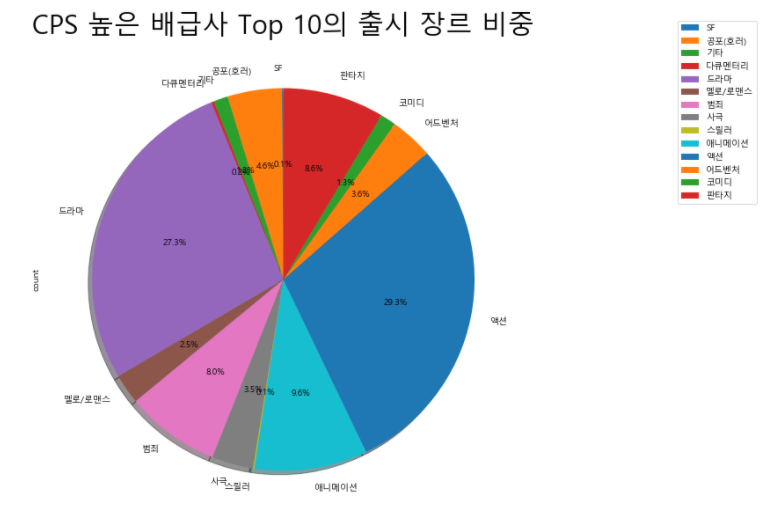 CPS 높은 배급사 Top 10의 출시 장르 비중
SF
공포(호러)
기타
다큐멘터리
드라마
멜로/로맨스
범죄
사극
스릴러
애니메이션
액션
어드벤처
코미디
판타지
count
0.1%
4.6%
27.3%
2.5%
8.0%
3.5%
0.1%
9.6%
29.3%
3.6%
1.3%
8.6%
SF
공포(호러)
기타
다큐멘터리
드라마
멜로/로맨스
범죄
사극
스릴러
애니메이션
액션
어드벤처
코미디
판타지